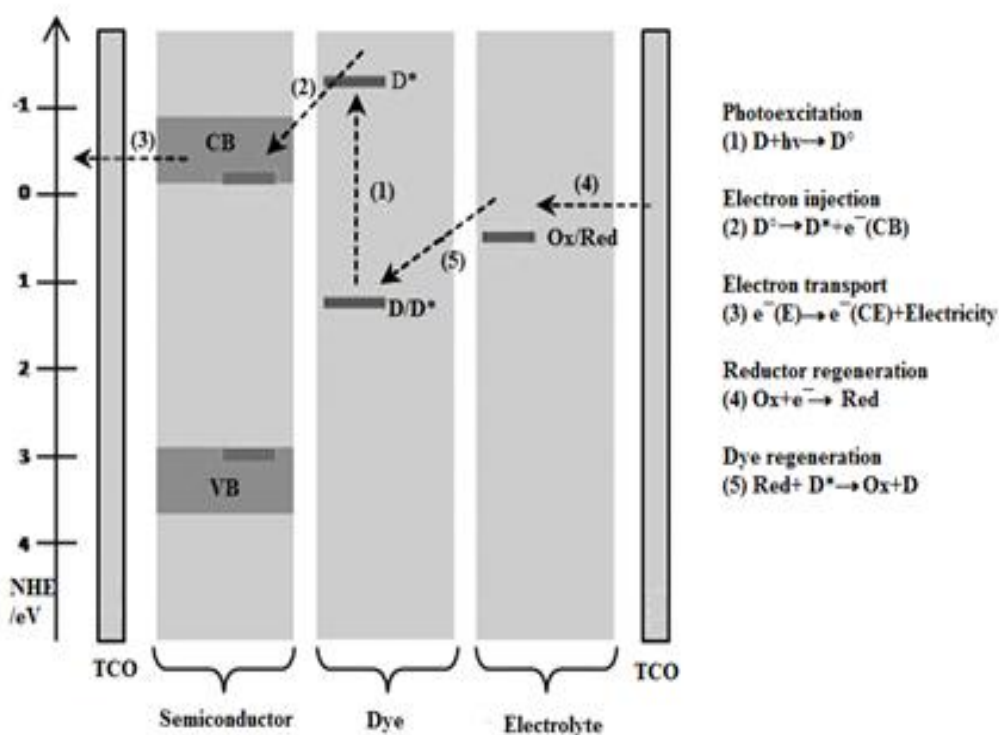 -1
0
1
2
3
4
NHE
/eV
TCO
CB
VB
(3)
(2)
D*
(1)
D/D*
(4)
Ox/Red
(5)
TCO
Semiconductor
Dye
Electrolyte
Photoexcitation
(1) D+hν→D°
Electron injection
(2) D°→D*+e⁻(CB)
Electron transport
(3) e⁻(E)→e⁻(CE)+Electricity
Reductor regeneration
(4) Ox+e⁻→ Red
Dye regeneration
(5) Red+ D*→Ox+D